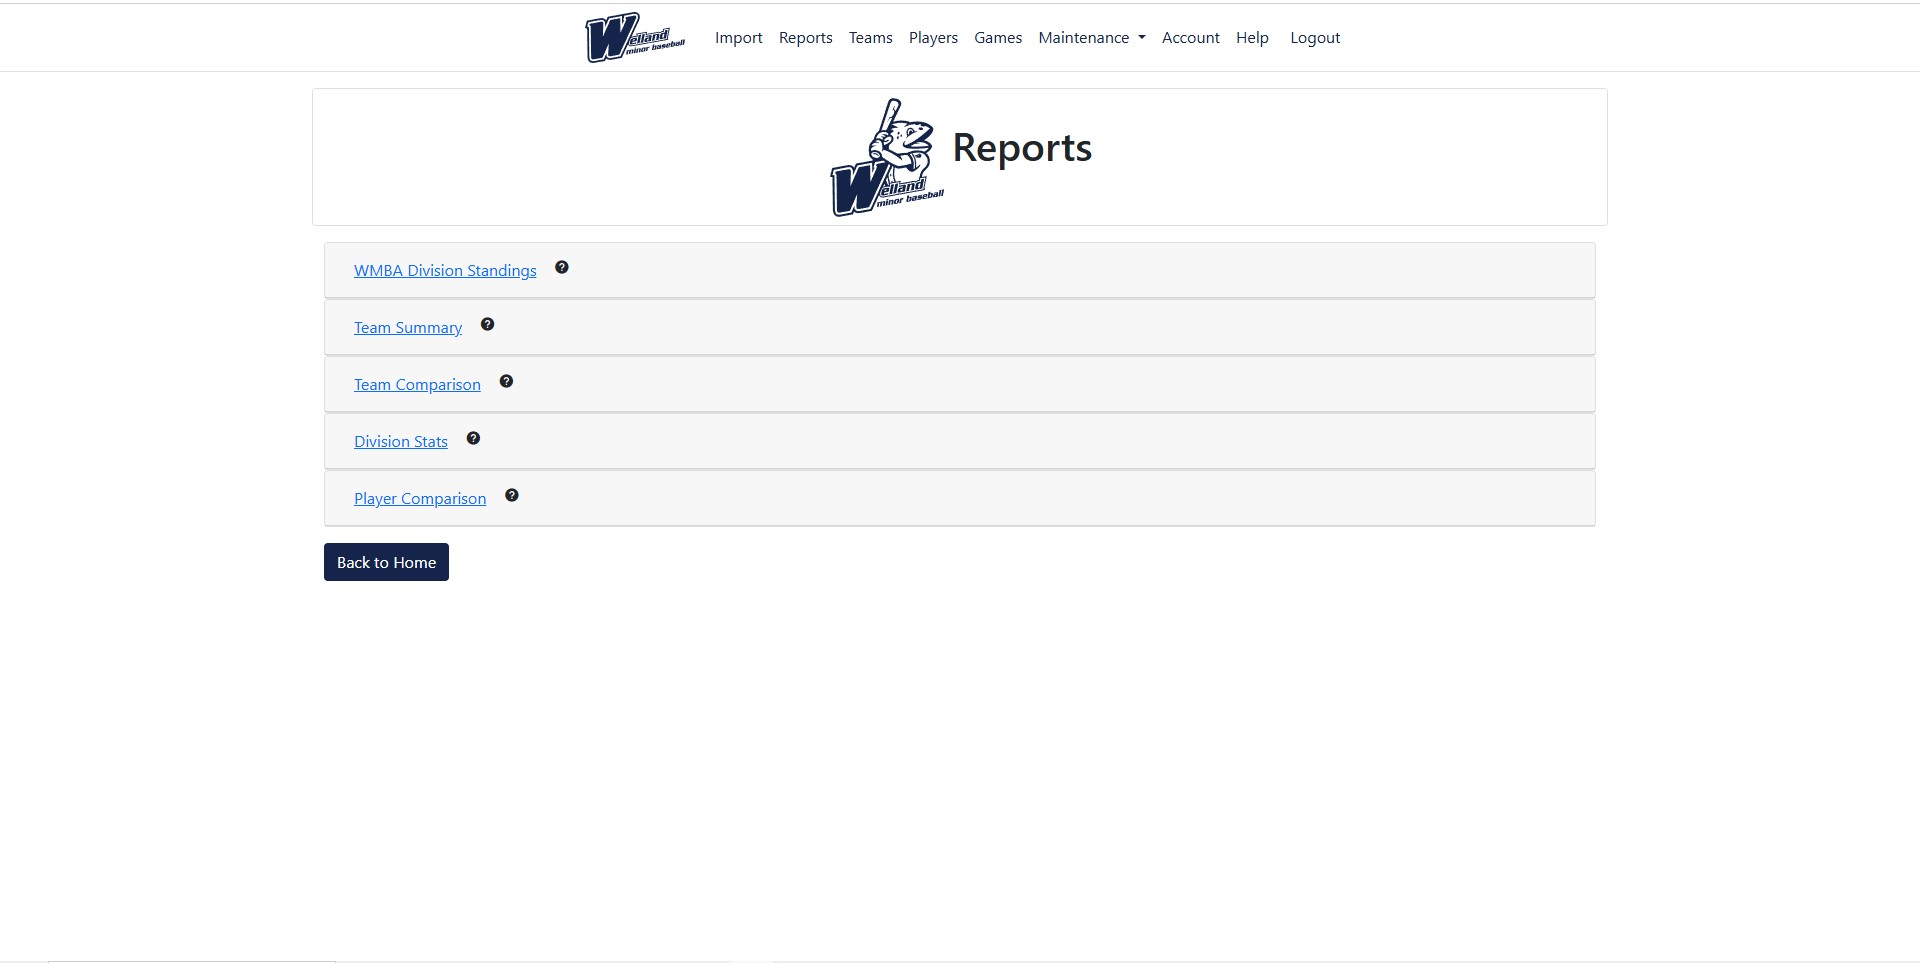 Welland minor baseball Import Reports Teams Players Games Maintenance Account Help Logout
Reports
Welland
minor baseball
WMBA Division Standings ?
Team Summary ?
Team Comparison ?
Division Stats ?
Player Comparison ?
Back to Home